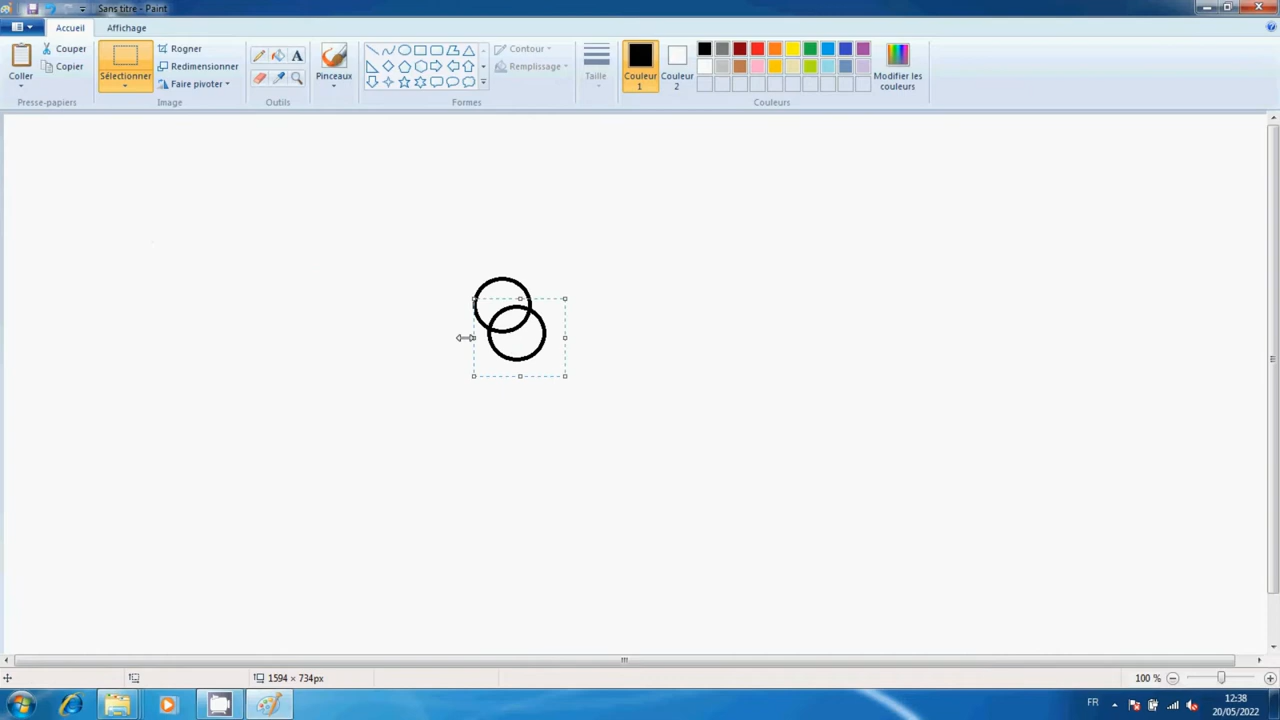 Sans titre - Paint
Accueil Affichage
Coller
Couper
Copier
Presse-papiers
Sélectionner
Rogner
Redimensionner
Faire pivoter
Image
A
Outils
Pinceaux
Contour
Remplissage
Formes
Taille
Couleur 1
Couleur 2
Modifier les couleurs
Couleurs
1594 × 734px
100 %
FR
12:38
20/05/2022